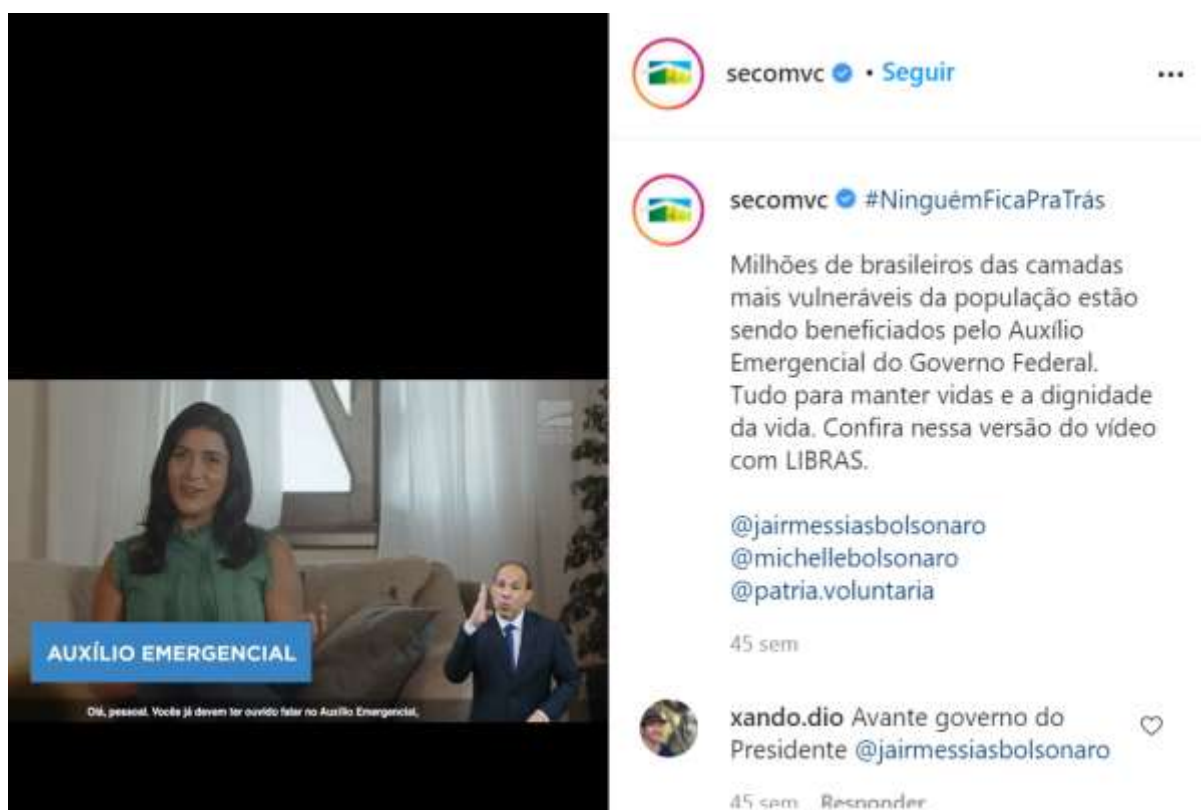 secomvc • Seguir
secomvc #NinguémFicaPraTrás
Milhões de brasileiros das camadas
mais vulneráveis da população estão
sendo beneficiados pelo Auxílio
Emergencial do Governo Federal.
Tudo para manter vidas e a dignidade
da vida. Confira nessa versão do vídeo
com LIBRAS.
@jairmessiasbolsonaro
@michellebolsonaro
@patria.voluntaria
45 sem
xando.dio Avante governo do
Presidente @jairmessiasbolsonaro
45 sem Responder
AUXÍLIO EMERGENCIAL
Olá, pessoal. Vocês já devem ter ouvido falar no Auxílio Emergencial,